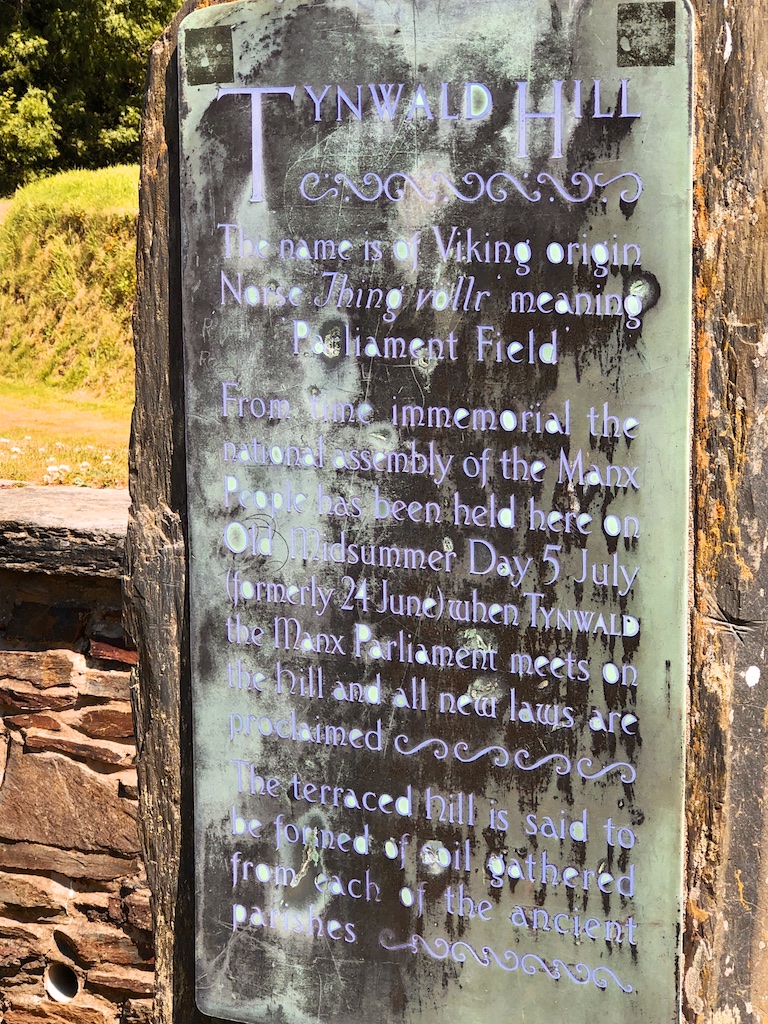 TYNWALD HILL
The name is of Viking origin
Norse 'Thing vollr' meaning
'Parliament Field'
From time immemorial the
national assembly of the Manx
People has been held here on
Old Midsummer Day 5 July
(formerly 24 June) when TYNWALD
the Manx Parliament meets on
the hill and all new laws are
proclaimed
The terraced hill is said to
be formed of soil gathered
from each of the ancient
parishes